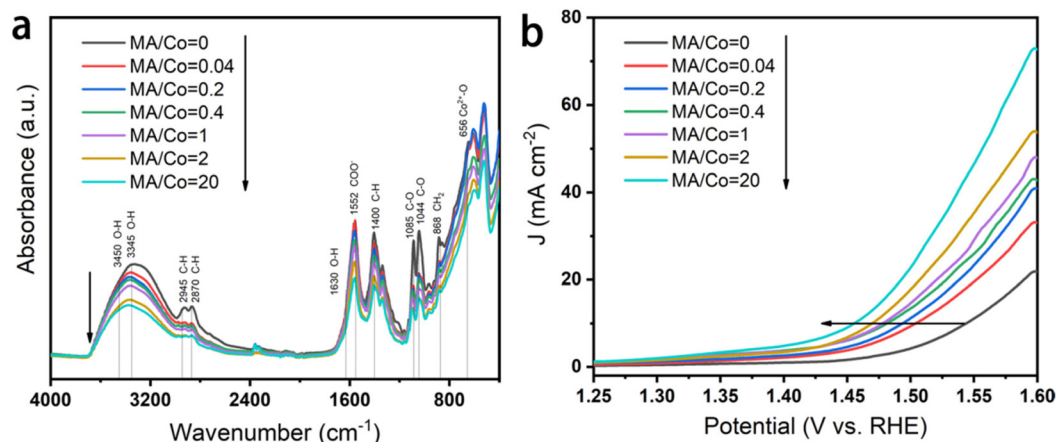 a
MA/Co=0
MA/Co=0.04
MA/Co=0.2
MA/Co=0.4
MA/Co=1
MA/Co=2
MA/Co=20
3450 O-H
3345 O-H
2945 C-H
2870 C-H
1630 O-H
1552 COO⁻
1400 C-H
1085 C-O
1044 C-O
868 CH₂
656 Co²⁺-O
Absorbance (a.u.)
4000 3200 2400 1600 800
Wavenumber (cm⁻¹)
b
MA/Co=0
MA/Co=0.04
MA/Co=0.2
MA/Co=0.4
MA/Co=1
MA/Co=2
MA/Co=20
J (mA cm⁻²)
80
60
40
20
0
1.25 1.30 1.35 1.40 1.45 1.50 1.55 1.60
Potential (V vs. RHE)